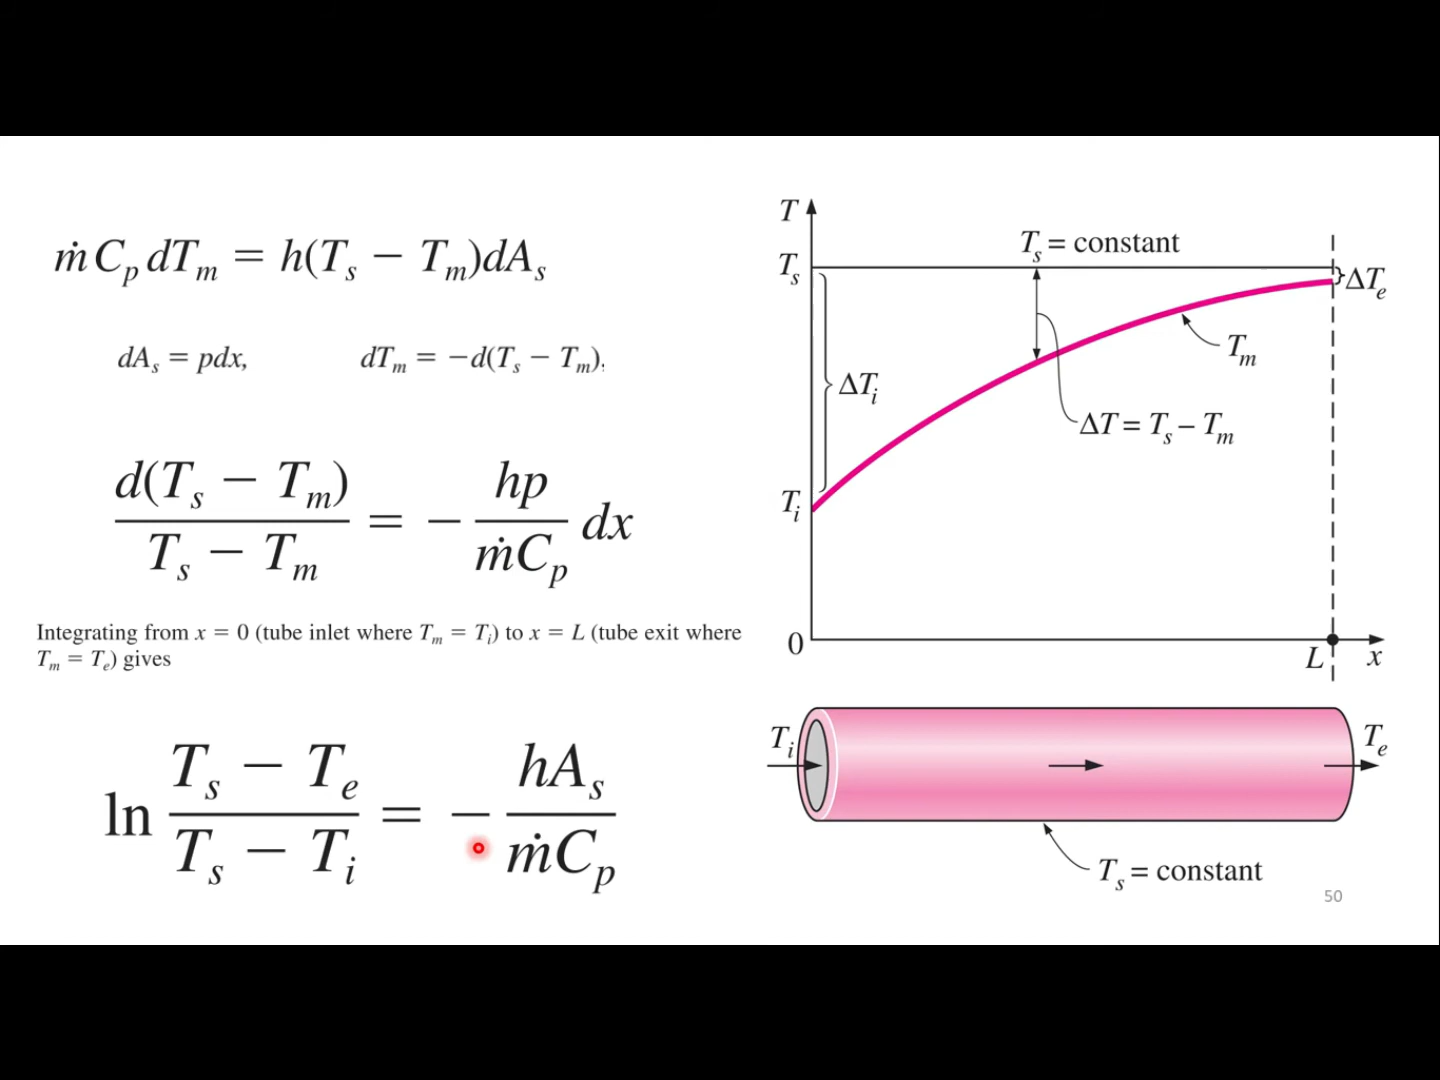 ṁC_p dT_m = h(T_s − T_m)dA_s
dA_s = pdx,    dT_m = −d(T_s − T_m),
d(T_s − T_m)/(T_s − T_m) = − hp/(ṁC_p) dx
Integrating from x = 0 (tube inlet where T_m = T_i) to x = L (tube exit where
T_m = T_e) gives
ln (T_s − T_e)/(T_s − T_i) = − hA_s/(ṁC_p)
T
T_s = constant
T_s
ΔT_e
T_m
ΔT_i
ΔT = T_s – T_m
T_i
0
L
x
T_i
T_e
T_s = constant
50